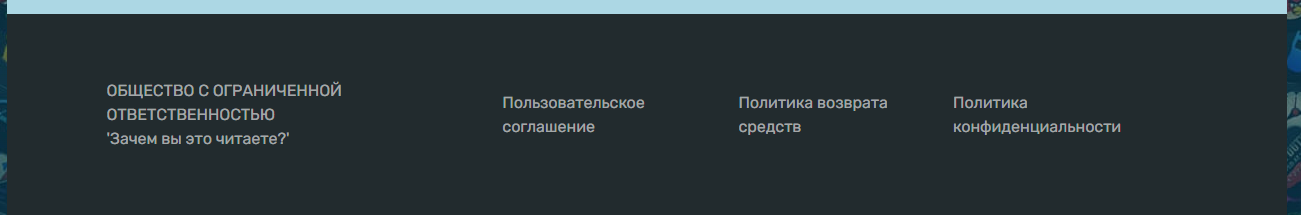 ОБЩЕСТВО С ОГРАНИЧЕННОЙ
ОТВЕТСТВЕННОСТЬЮ
'Зачем вы это читаете?'
Пользовательское
соглашение
Политика возврата
средств
Политика
конфиденциальности